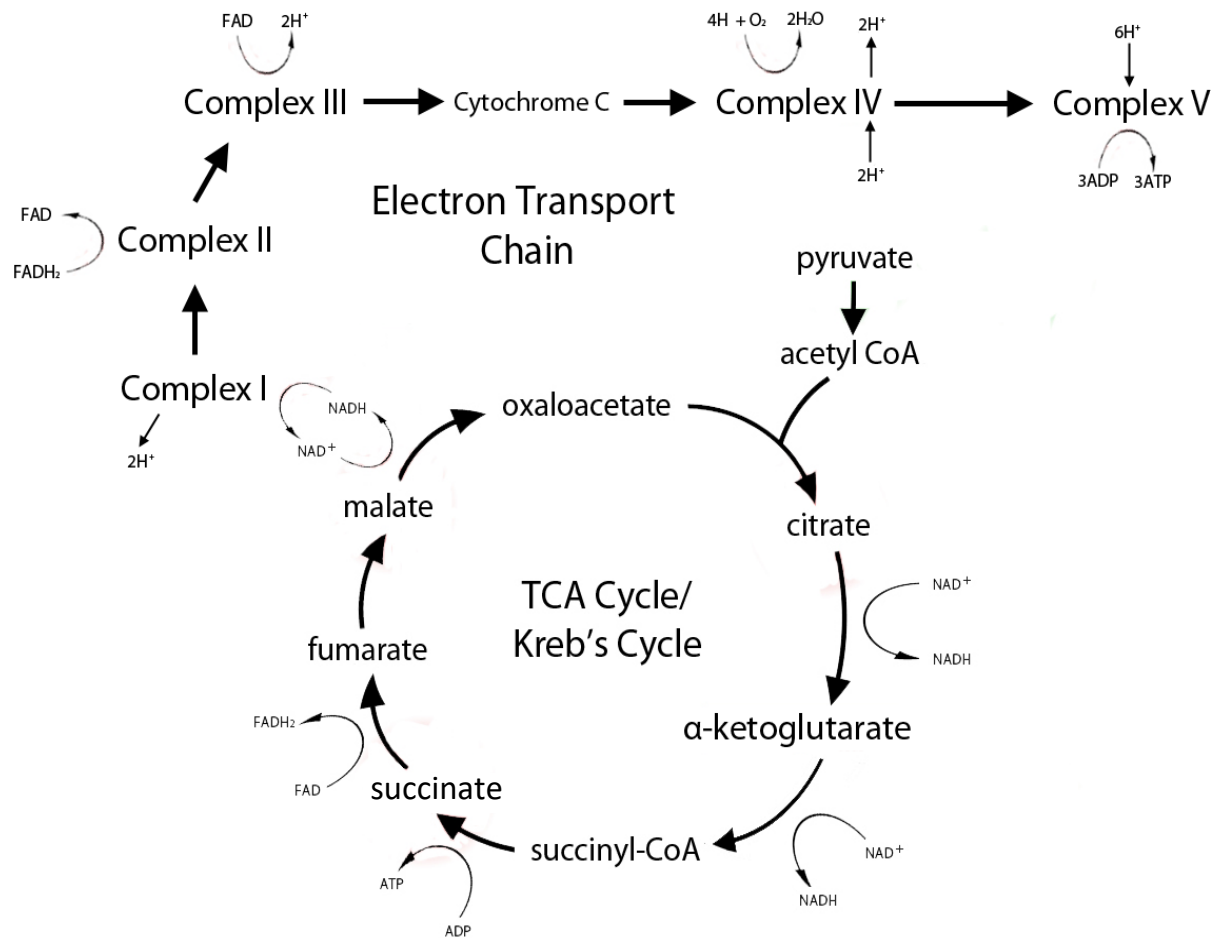 FAD 2H⁺
4H + O₂ 2H₂O
2H⁺
6H⁺
Complex III
Cytochrome C
Complex IV
Complex V
2H⁺
3ADP 3ATP
Electron Transport
Chain
FAD
Complex II
FADH₂
pyruvate
acetyl CoA
Complex I
NADH
NAD⁺
2H⁺
oxaloacetate
malate
citrate
TCA Cycle/
Kreb's Cycle
NAD⁺
NADH
fumarate
FADH₂
FAD
α-ketoglutarate
succinate
succinyl-CoA
NAD⁺
NADH
ATP
ADP